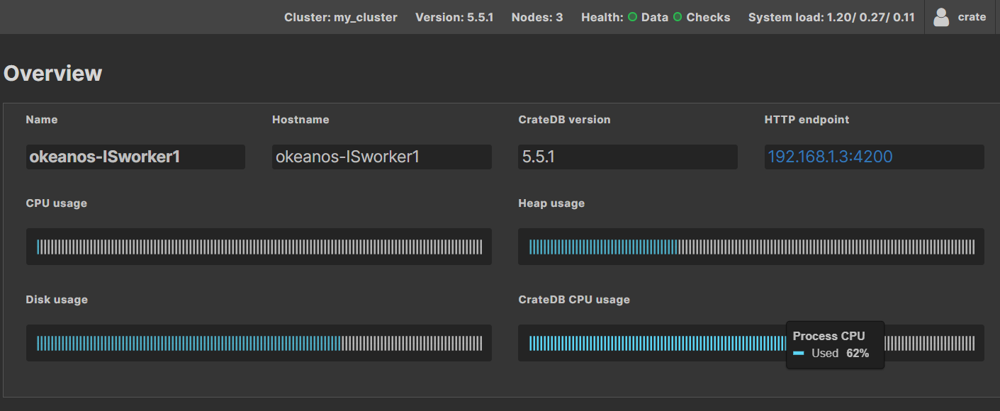 Cluster: my_cluster Version: 5.5.1 Nodes: 3 Health: Data Checks System load: 1.20/ 0.27/ 0.11 crate
Overview
Name Hostname CrateDB version HTTP endpoint
okeanos-ISworker1 okeanos-ISworker1 5.5.1 192.168.1.3:4200
CPU usage Heap usage
Disk usage CrateDB CPU usage
Process CPU
Used 62%